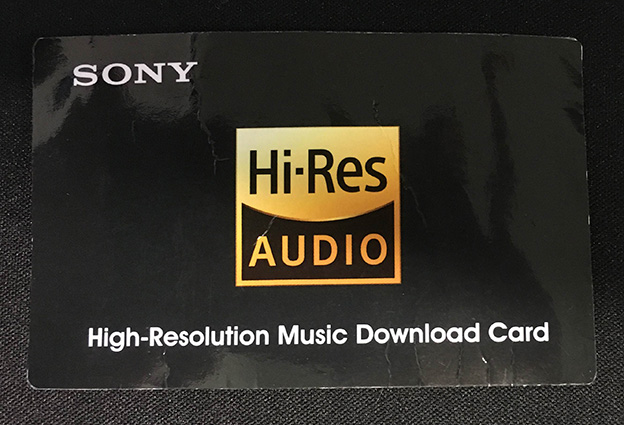 SONY
Hi-Res
AUDIO
High-Resolution Music Download Card